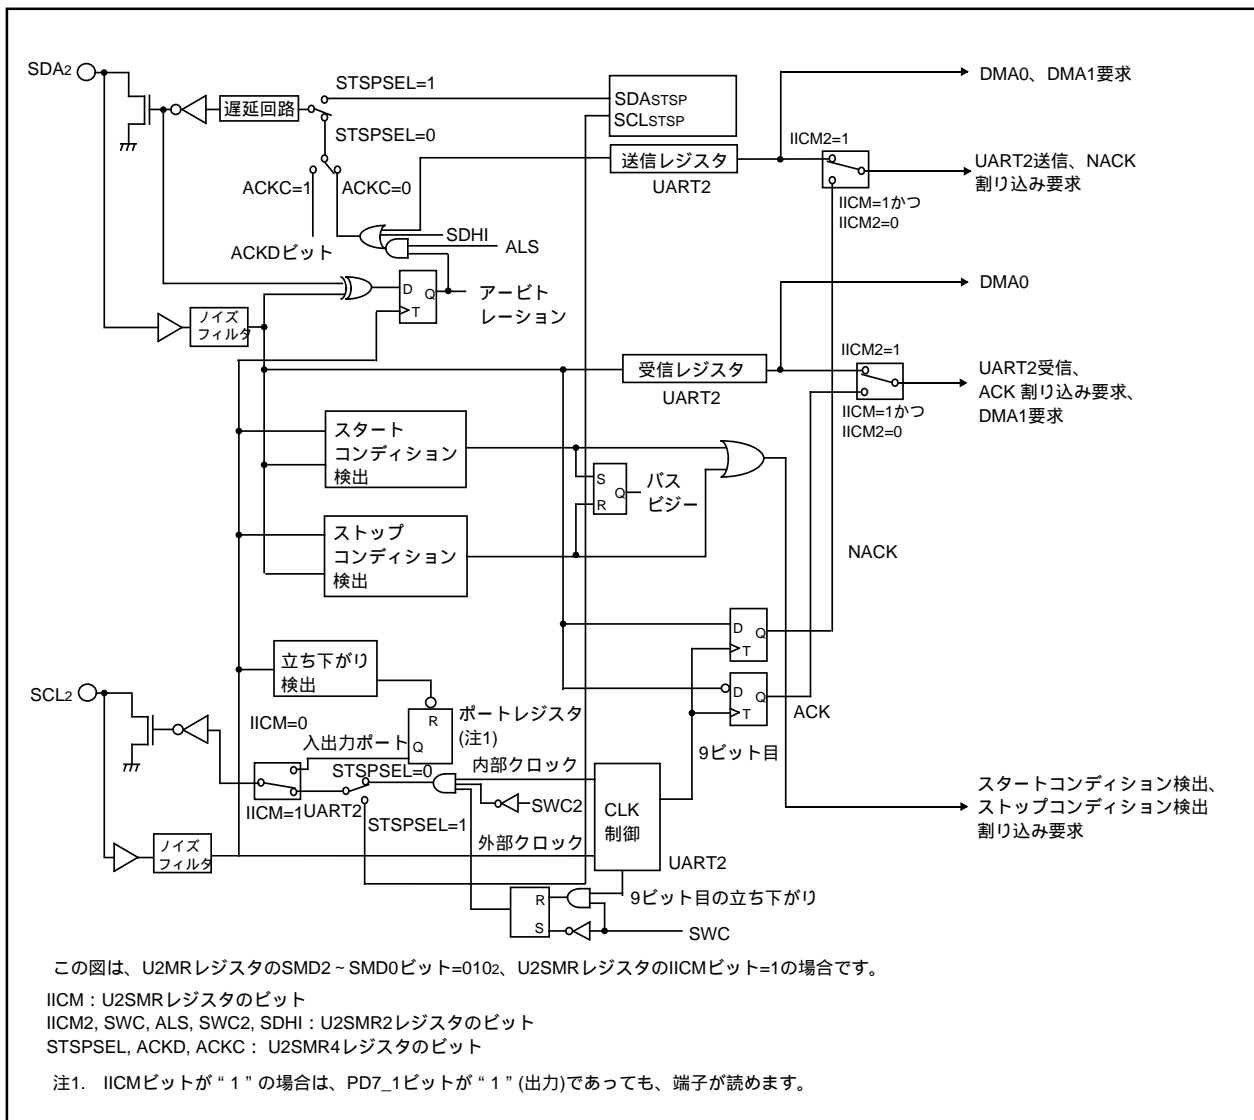 SDA2
STSPSEL=1
遅延回路
STSPSEL=0
SDASTSP
SCLSTSP
DMA0、DMA1要求
IICM2=1
送信レジスタ
UART2
UART2送信、NACK
割り込み要求
IICM=1かつ
IICM2=0
ACKC=1
ACKC=0
ACKDビット
SDHI
ALS
D
Q
T
アービト
レーション
ノイズ
フィルタ
DMA0
IICM2=1
受信レジスタ
UART2
UART2受信、
ACK 割り込み要求、
DMA1要求
IICM=1かつ
IICM2=0
スタート
コンディション
検出
S
Q
R
バス
ビジー
ストップ
コンディション
検出
NACK
D
Q
T
立ち下がり
検出
D
Q
T
ACK
9ビット目
SCL2
IICM=0
R
Q
ポートレジスタ
(注1)
入出力ポート
STSPSEL=0
内部クロック
IICM=1
UART2
SWC2
CLK
制御
STSPSEL=1
外部クロック
UART2
スタートコンディション検出、
ストップコンディション検出
割り込み要求
ノイズ
フィルタ
R
S
9ビット目の立ち下がり
SWC
この図は、U2MRレジスタのSMD2～SMD0ビット=0102、U2SMRレジスタのIICMビット=1の場合です。
IICM：U2SMRレジスタのビット
IICM2, SWC, ALS, SWC2, SDHI：U2SMR2レジスタのビット
STSPSEL, ACKD, ACKC： U2SMR4レジスタのビット
注1. IICMビットが“1”の場合は、PD7_1ビットが“1”(出力)であっても、端子が読めます。